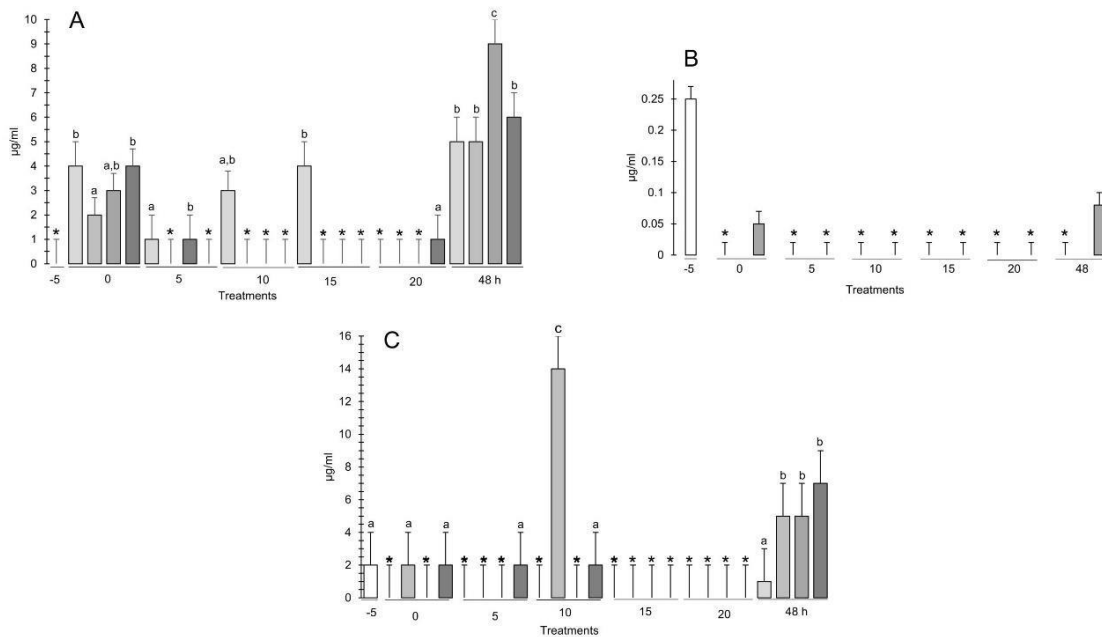 A
10
9
8
7
6
5
4
3
2
1
0
µg/ml
* b a a,b b a * b * a,b * * * b * * * * * * a b b c b
-5 0 5 10 15 20 48 h
Treatments
B
0.25
0.2
0.15
0.1
0.05
0
µg/ml
* * * * * * * * * *
-5 0 5 10 15 20 48
Treatments
C
16
14
12
10
8
6
4
2
0
µg/ml
a * a * a * * * a * c * a * * * * * * * * a b b b
-5 0 5 10 15 20 48 h
Treatments